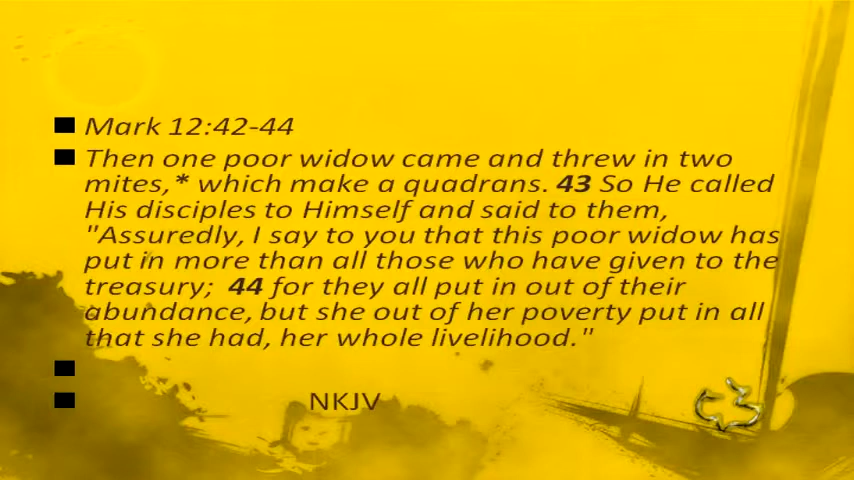 Mark 12:42-44
Then one poor widow came and threw in two
mites,* which make a quadrans. 43 So He called
His disciples to Himself and said to them,
"Assuredly, I say to you that this poor widow has
put in more than all those who have given to the
treasury;  44 for they all put in out of their
abundance, but she out of her poverty put in all
that she had, her whole livelihood."
NKJV
C3